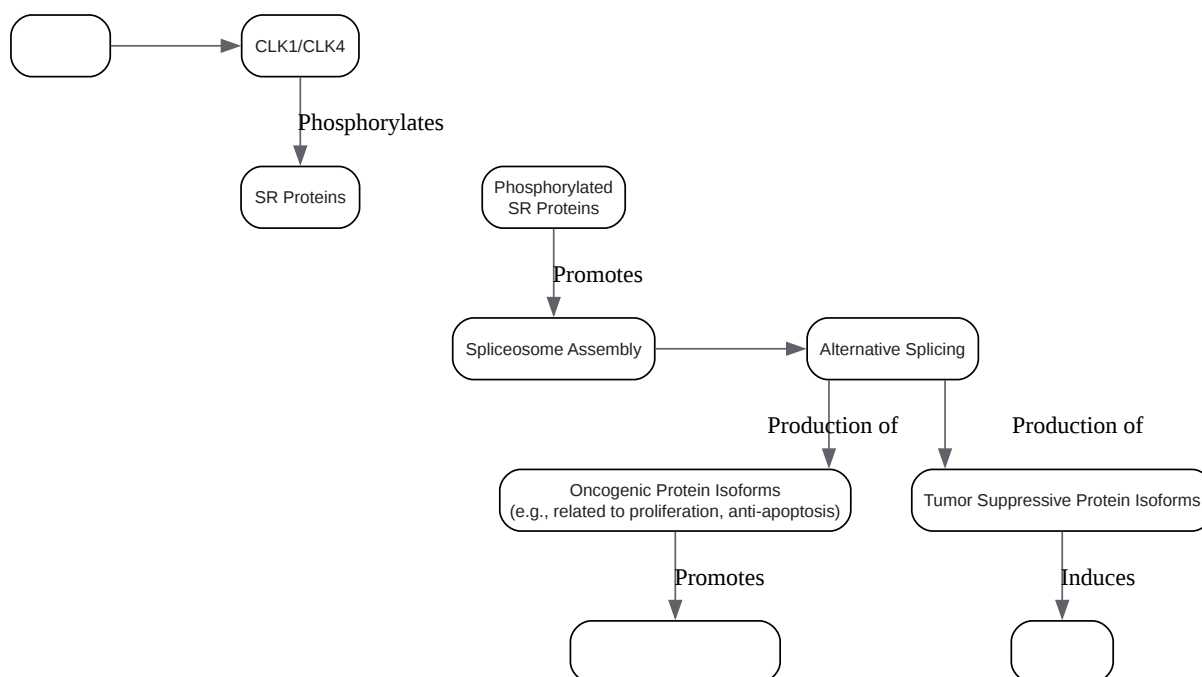 CLK1/CLK4
Phosphorylates
SR Proteins
Phosphorylated
SR Proteins
Promotes
Spliceosome Assembly
Alternative Splicing
Production of
Production of
Oncogenic Protein Isoforms
(e.g., related to proliferation, anti-apoptosis)
Tumor Suppressive Protein Isoforms
Promotes
Induces